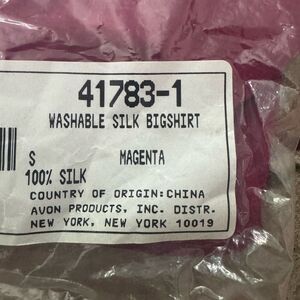 41783-1
WASHABLE SILK BIGSHIRT
S MAGENTA
100% SILK
COUNTRY OF ORIGIN:CHINA
AVON PRODUCTS, INC. DISTR.
NEW YORK, NEW YORK 10019